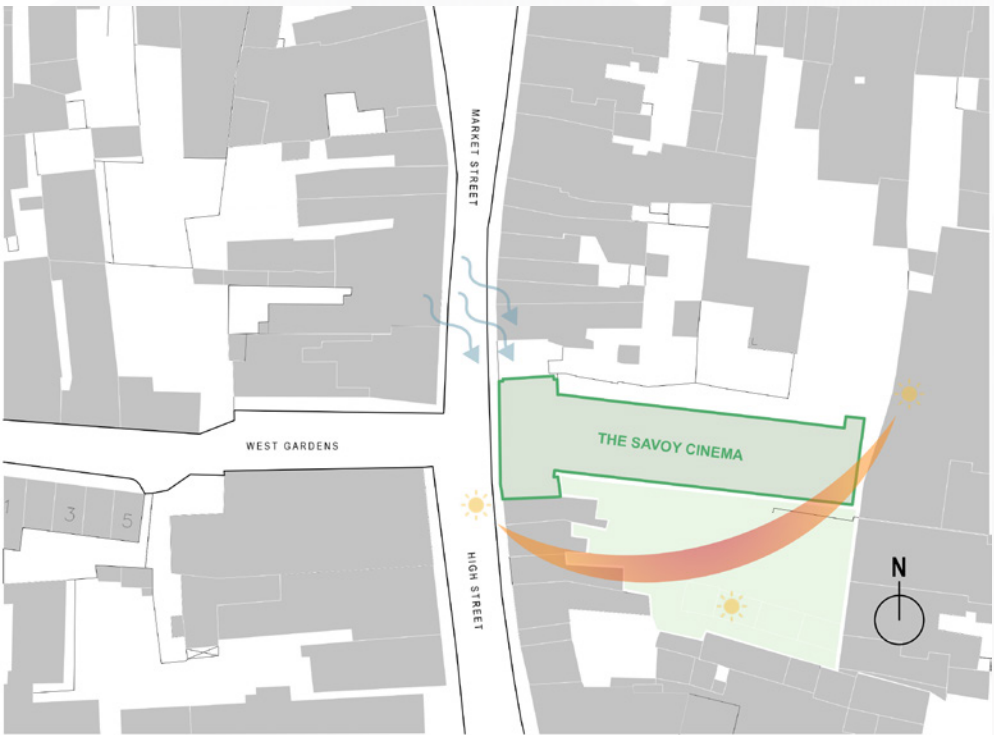 MARKET STREET
WEST GARDENS
THE SAVOY CINEMA
1
3
5
HIGH STREET
N